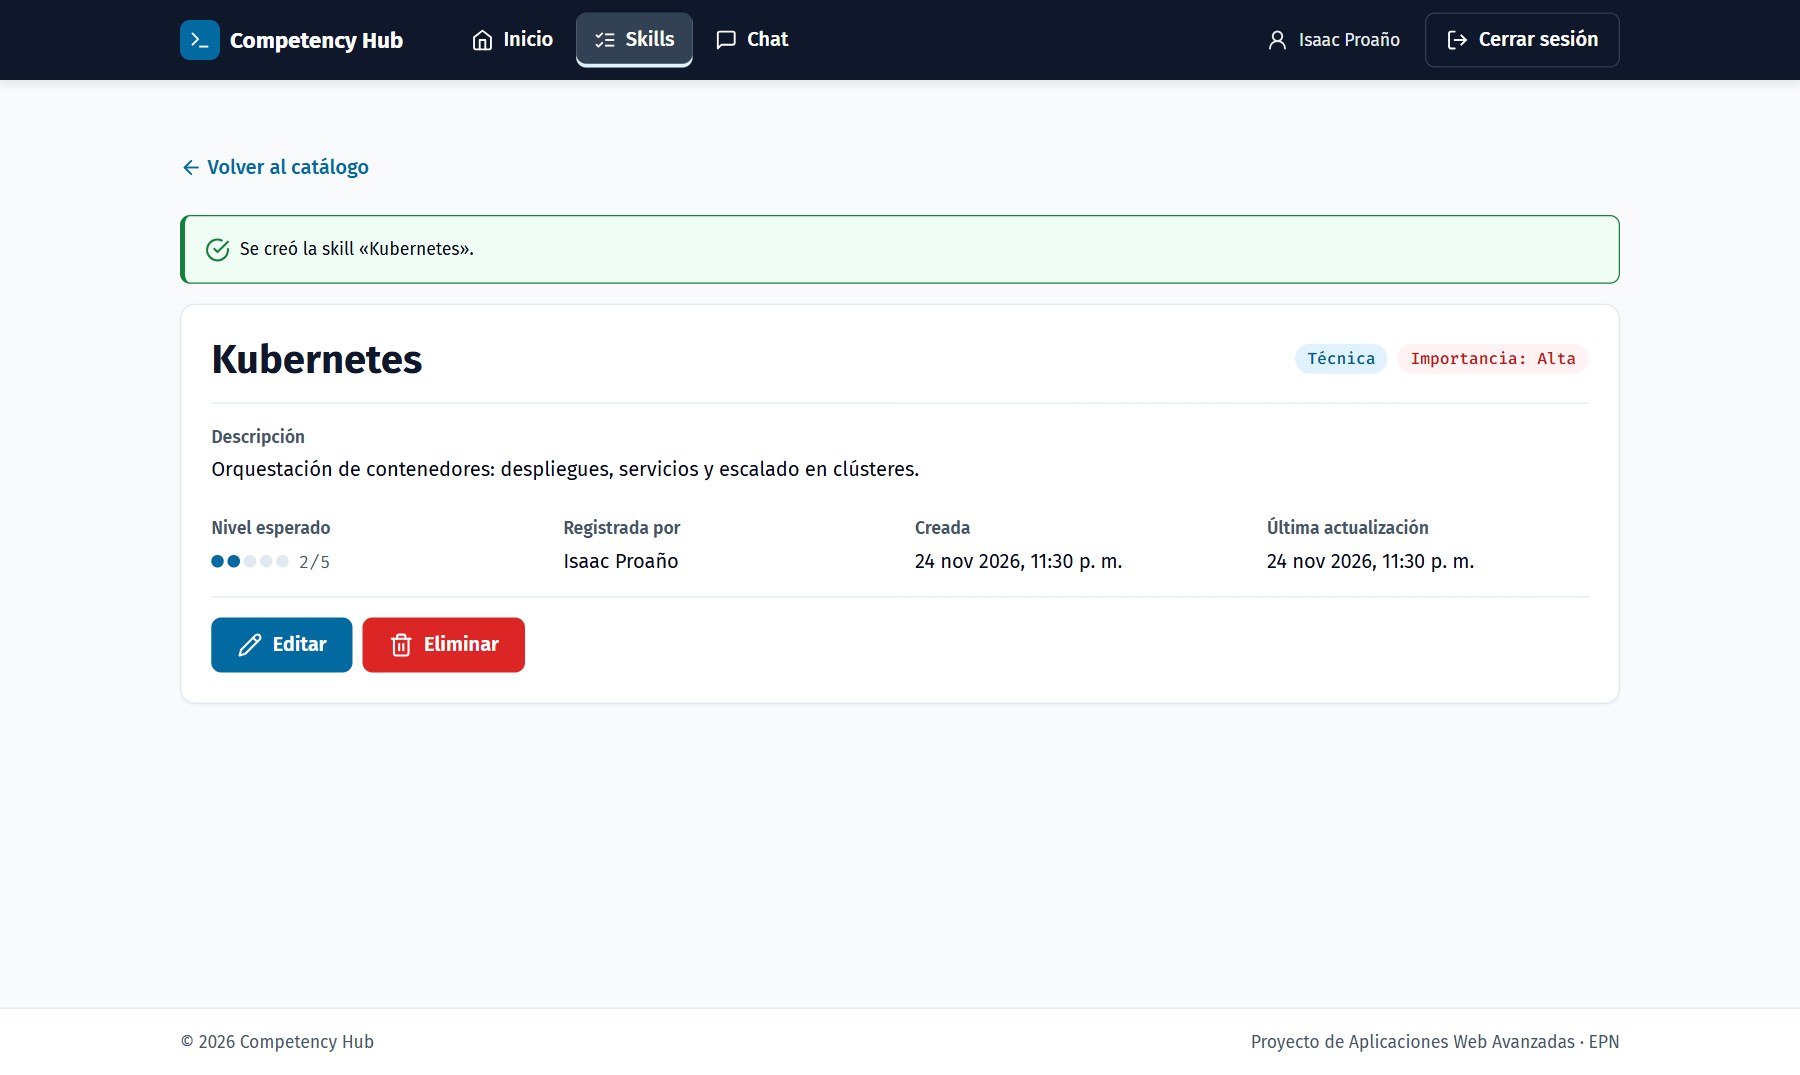 Competency Hub
Inicio
Skills
Chat
Isaac Proaño
Cerrar sesión
Volver al catálogo
Se creó la skill «Kubernetes».
Kubernetes
Técnica
Importancia: Alta
Descripción
Orquestación de contenedores: despliegues, servicios y escalado en clústeres.
Nivel esperado
2/5
Registrada por
Isaac Proaño
Creada
24 nov 2026, 11:30 p. m.
Última actualización
24 nov 2026, 11:30 p. m.
Editar
Eliminar
© 2026 Competency Hub
Proyecto de Aplicaciones Web Avanzadas · EPN